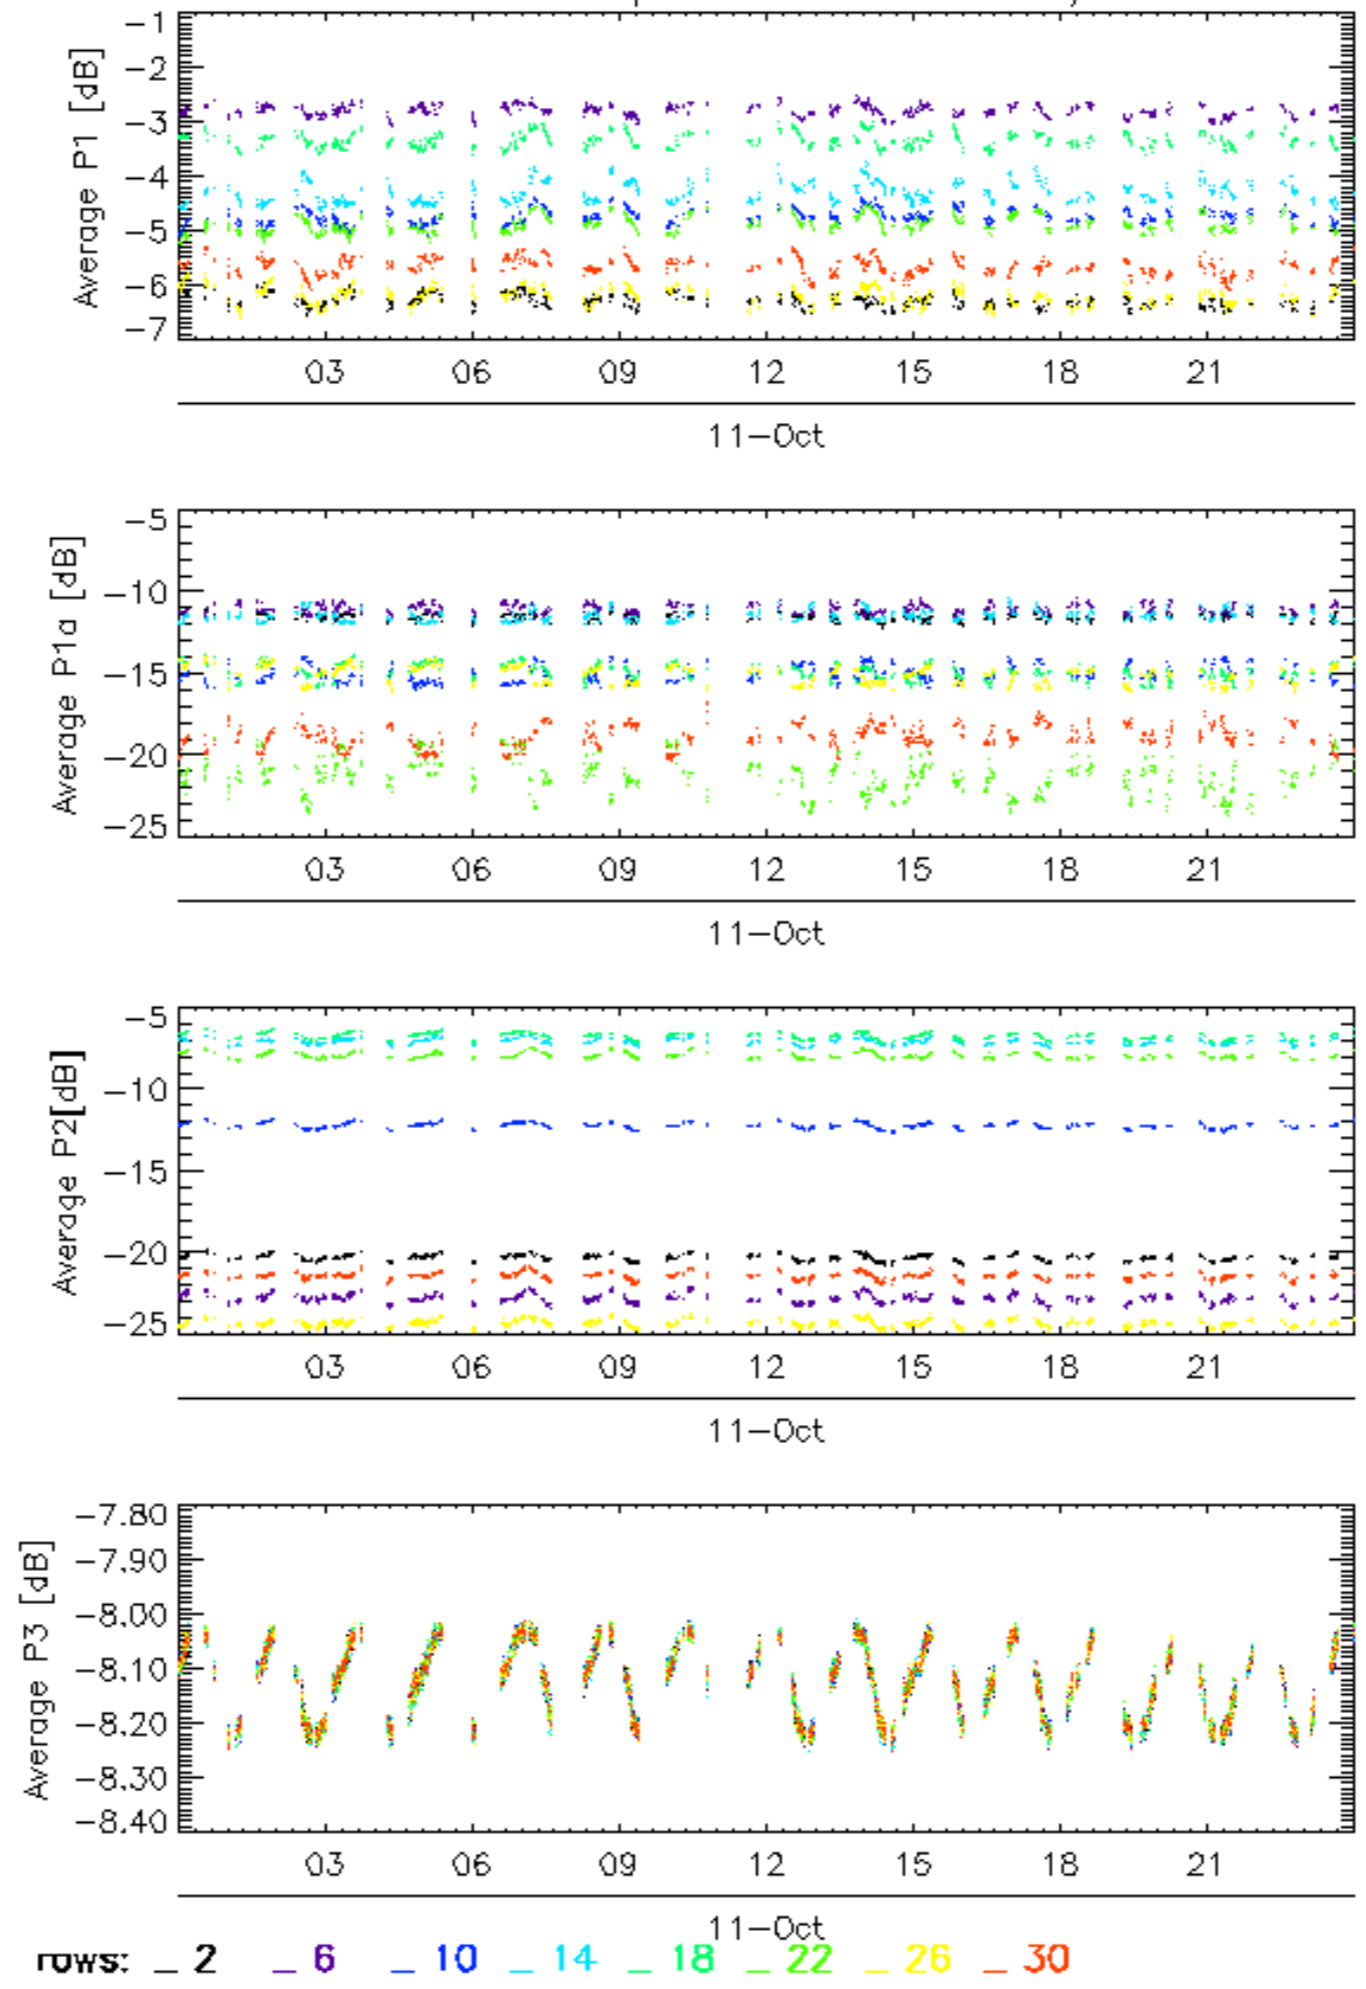 Average P1 [dB]
-1
-2
-3
-4
-5
-6
-7
03 06 09 12 15 18 21
11-Oct
Average P1a [dB]
-5
-10
-15
-20
-25
03 06 09 12 15 18 21
11-Oct
Average P2[dB]
-5
-10
-15
-20
-25
03 06 09 12 15 18 21
11-Oct
Average P3 [dB]
-7.80
-7.90
-8.00
-8.10
-8.20
-8.30
-8.40
03 06 09 12 15 18 21
11-Oct
rows: _ 2 _ 6 _ 10 _ 14 _ 18 _ 22 _ 26 _ 30